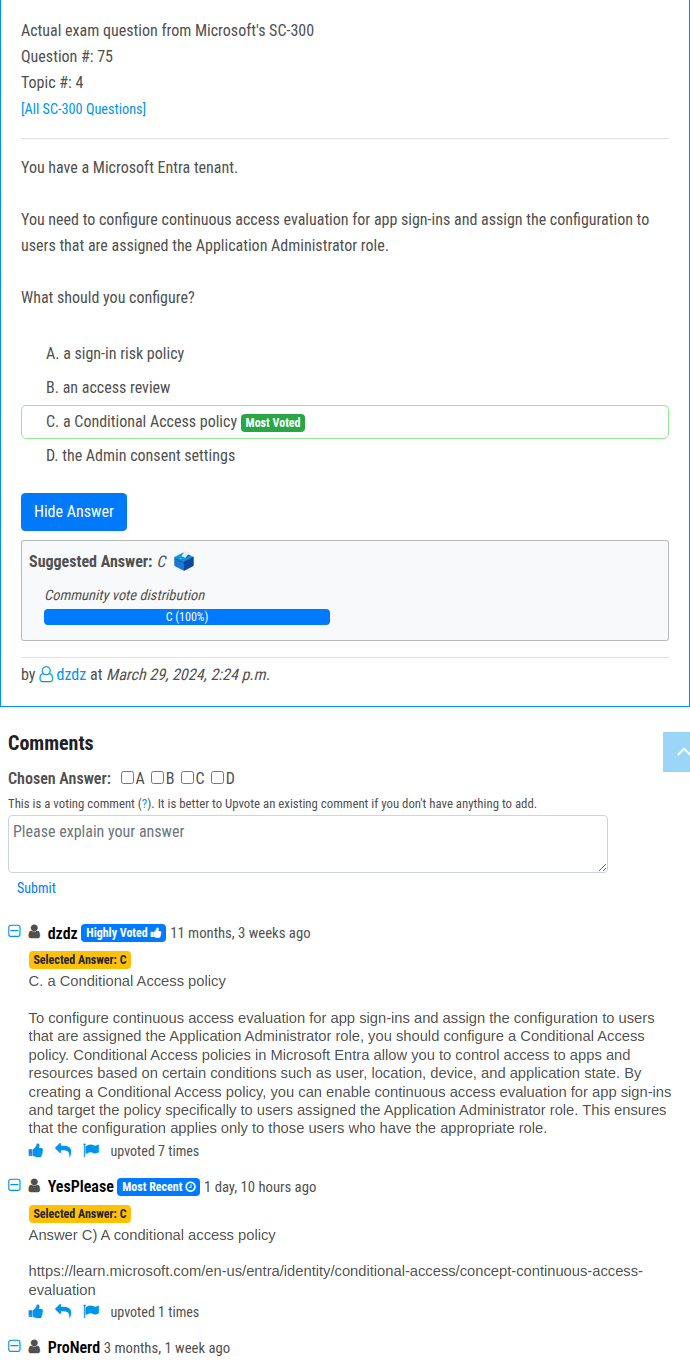 Actual exam question from Microsoft's SC-300
Question #: 75
Topic #: 4
[All SC-300 Questions]
You have a Microsoft Entra tenant.
You need to configure continuous access evaluation for app sign-ins and assign the configuration to
users that are assigned the Application Administrator role.
What should you configure?
A. a sign-in risk policy
B. an access review
C. a Conditional Access policy Most Voted
D. the Admin consent settings
Hide Answer
Suggested Answer: C
Community vote distribution
C (100%)
by dzdz at March 29, 2024, 2:24 p.m.
Comments
Chosen Answer: A B C D
This is a voting comment (?). It is better to Upvote an existing comment if you don't have anything to add.
Please explain your answer
Submit
dzdz Highly Voted 11 months, 3 weeks ago
Selected Answer: C
C. a Conditional Access policy
To configure continuous access evaluation for app sign-ins and assign the configuration to users
that are assigned the Application Administrator role, you should configure a Conditional Access
policy. Conditional Access policies in Microsoft Entra allow you to control access to apps and
resources based on certain conditions such as user, location, device, and application state. By
creating a Conditional Access policy, you can enable continuous access evaluation for app sign-ins
and target the policy specifically to users assigned the Application Administrator role. This ensures
that the configuration applies only to those users who have the appropriate role.
upvoted 7 times
YesPlease Most Recent 1 day, 10 hours ago
Selected Answer: C
Answer C) A conditional access policy
https://learn.microsoft.com/en-us/entra/identity/conditional-access/concept-continuous-access-
evaluation
upvoted 1 times
ProNerd 3 months, 1 week ago